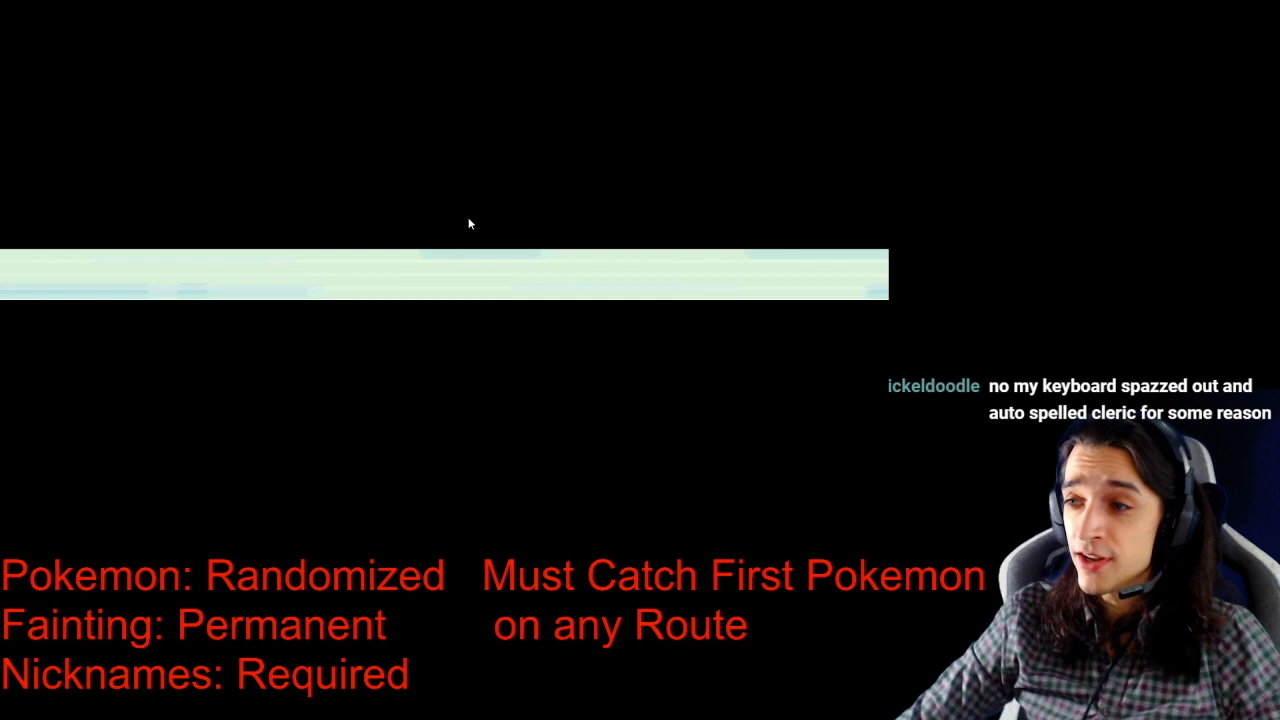 ickeldoodle no my keyboard spazzed out and
auto spelled cleric for some reason
Pokemon: Randomized Must Catch First Pokemon
Fainting: Permanent on any Route
Nicknames: Required